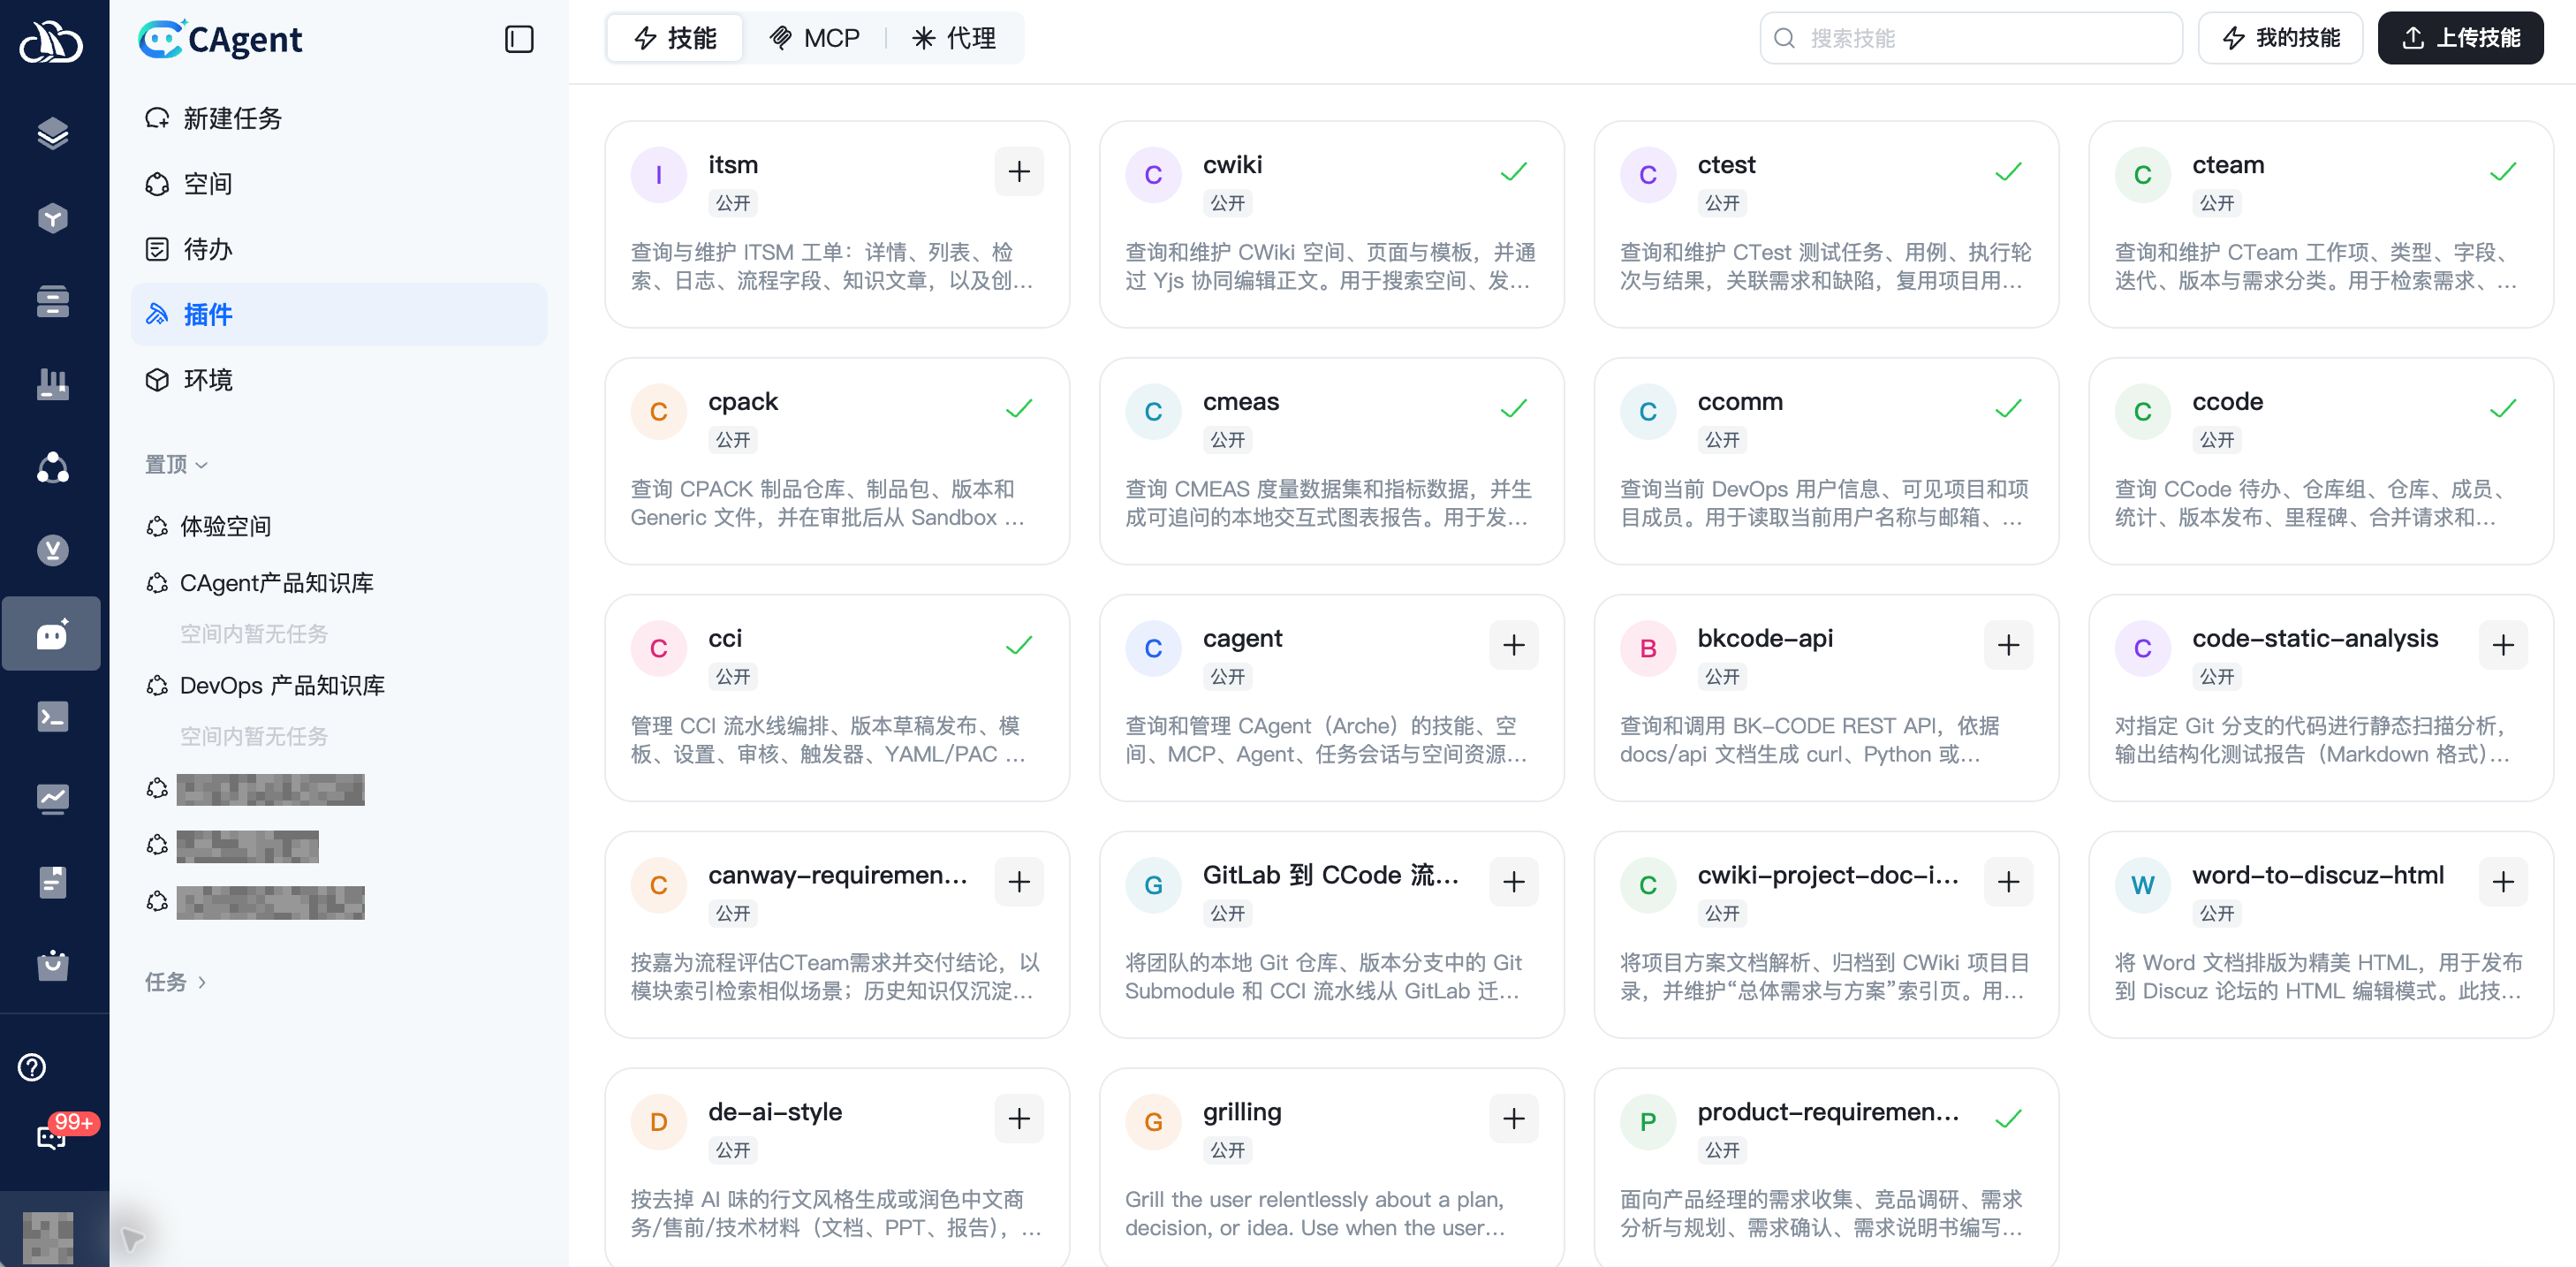 CAgent
新建任务
空间
待办
插件
环境
置顶
体验空间
CAgent产品知识库
空间内暂无任务
DevOps 产品知识库
空间内暂无任务
任务
99+
技能
MCP
代理
搜索技能
我的技能
上传技能
I
itsm
公开
查询与维护 ITSM 工单：详情、列表、检
索、日志、流程字段、知识文章，以及创...
C
cwiki
公开
查询和维护 CWiki 空间、页面与模板，并通
过 Yjs 协同编辑正文。用于搜索空间、发...
C
ctest
公开
查询和维护 CTest 测试任务、用例、执行轮
次与结果，关联需求和缺陷，复用项目用...
C
cteam
公开
查询和维护 CTeam 工作项、类型、字段、
迭代、版本与需求分类。用于检索需求、...
C
cpack
公开
查询 CPACK 制品仓库、制品包、版本和
Generic 文件，并在审批后从 Sandbox ...
C
cmeas
公开
查询 CMEAS 度量数据集和指标数据，并生
成可追问的本地交互式图表报告。用于发...
C
ccomm
公开
查询当前 DevOps 用户信息、可见项目和项
目成员。用于读取当前用户名称与邮箱、...
C
ccode
公开
查询 CCode 待办、仓库组、仓库、成员、
统计、版本发布、里程碑、合并请求和...
C
cci
公开
管理 CCI 流水线编排、版本草稿发布、模
板、设置、审核、触发器、YAML/PAC ...
C
cagent
公开
查询和管理 CAgent（Arche）的技能、空
间、MCP、Agent、任务会话与空间资源...
B
bkcode-api
公开
查询和调用 BK-CODE REST API，依据
docs/api 文档生成 curl、Python 或...
C
code-static-analysis
公开
对指定 Git 分支的代码进行静态扫描分析，
输出结构化测试报告（Markdown 格式）...
C
canway-requiremen...
公开
按嘉为流程评估CTeam需求并交付结论，以
模块索引检索相似场景；历史知识仅沉淀...
G
GitLab 到 CCode 流...
公开
将团队的本地 Git 仓库、版本分支中的 Git
Submodule 和 CCI 流水线从 GitLab 迁...
C
cwiki-project-doc-i...
公开
将项目方案文档解析、归档到 CWiki 项目目
录，并维护“总体需求与方案”索引页。用...
W
word-to-discuz-html
公开
将 Word 文档排版为精美 HTML，用于发布
到 Discuz 论坛的 HTML 编辑模式。此技...
D
de-ai-style
公开
按去掉 AI 味的行文风格生成或润色中文商
务/售前/技术材料（文档、PPT、报告），...
G
grilling
公开
Grill the user relentlessly about a plan,
decision, or idea. Use when the user...
P
product-requiremen...
公开
面向产品经理的需求收集、竞品调研、需求
分析与规划、需求确认、需求说明书编写...